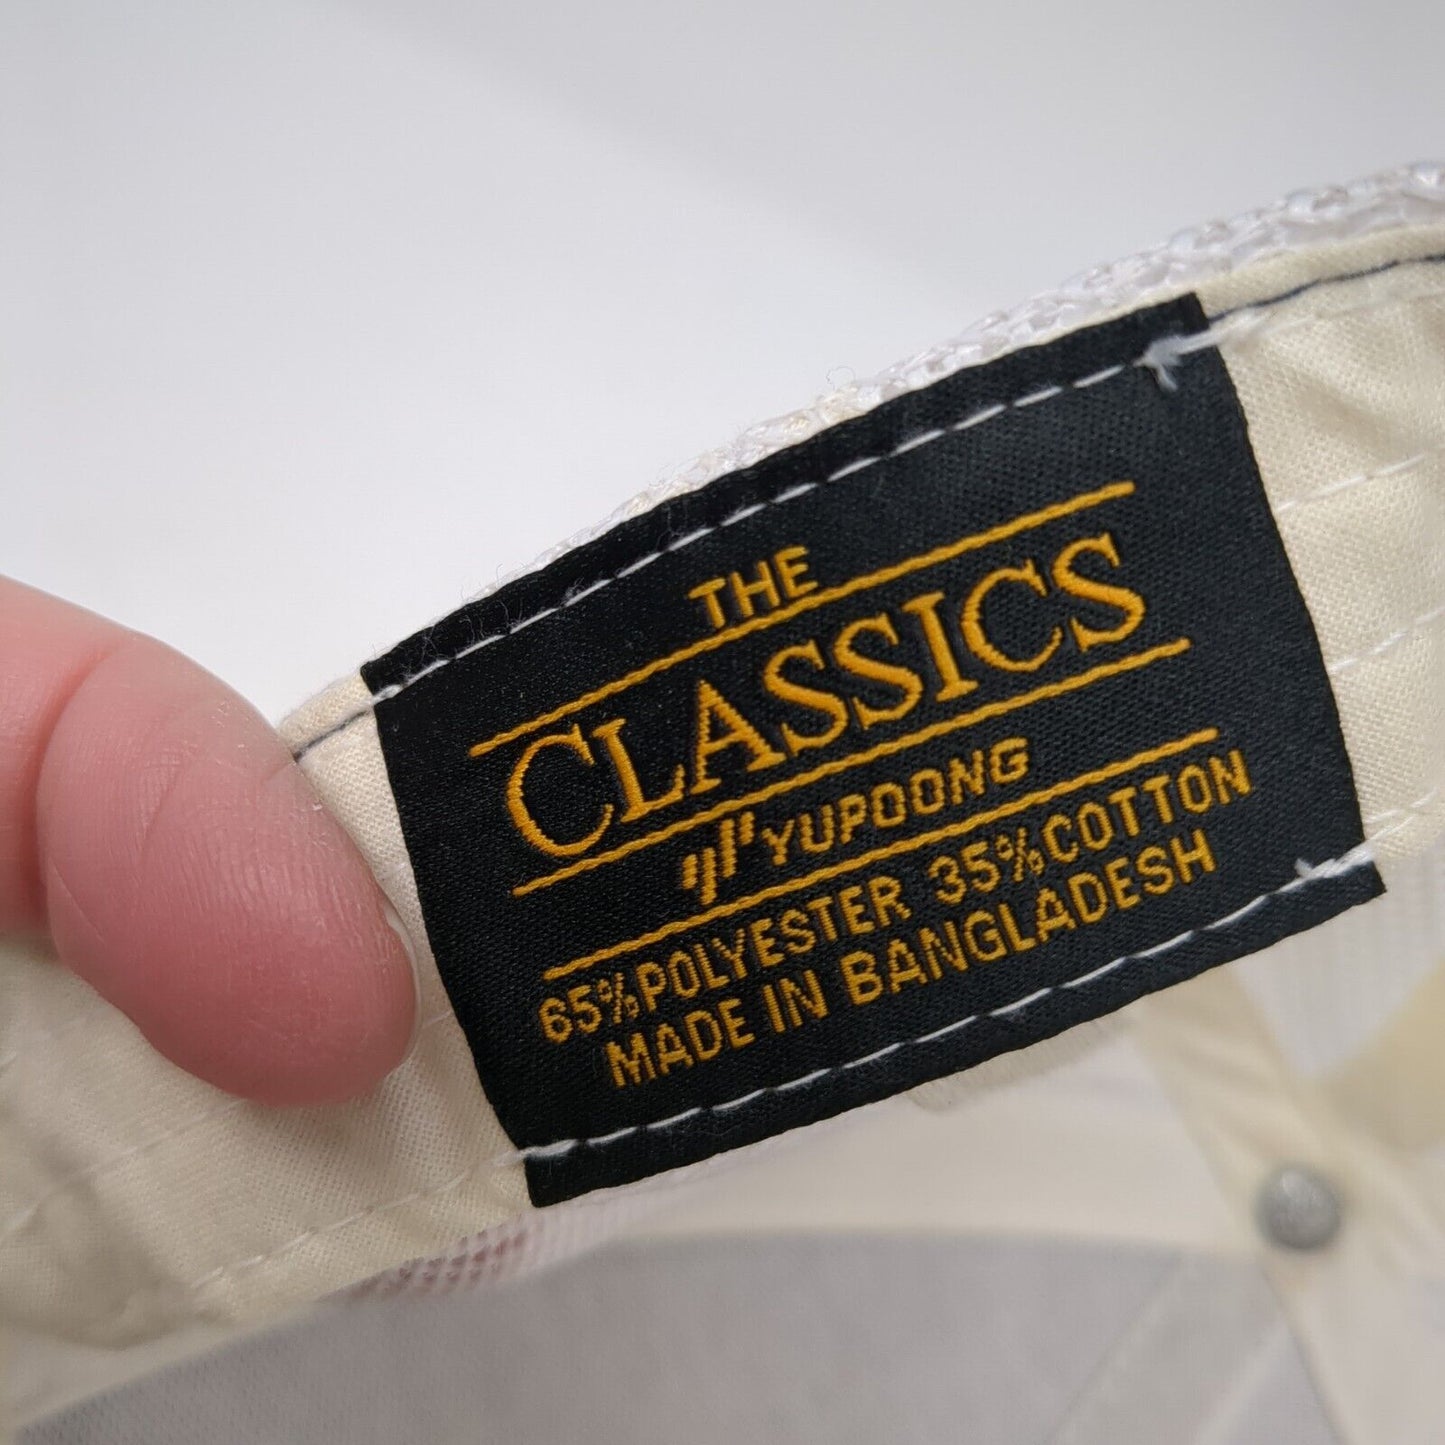 THE
CLASSICS
YUPOONG
65%POLYESTER 35%COTTON
MADE IN BANGLADESH